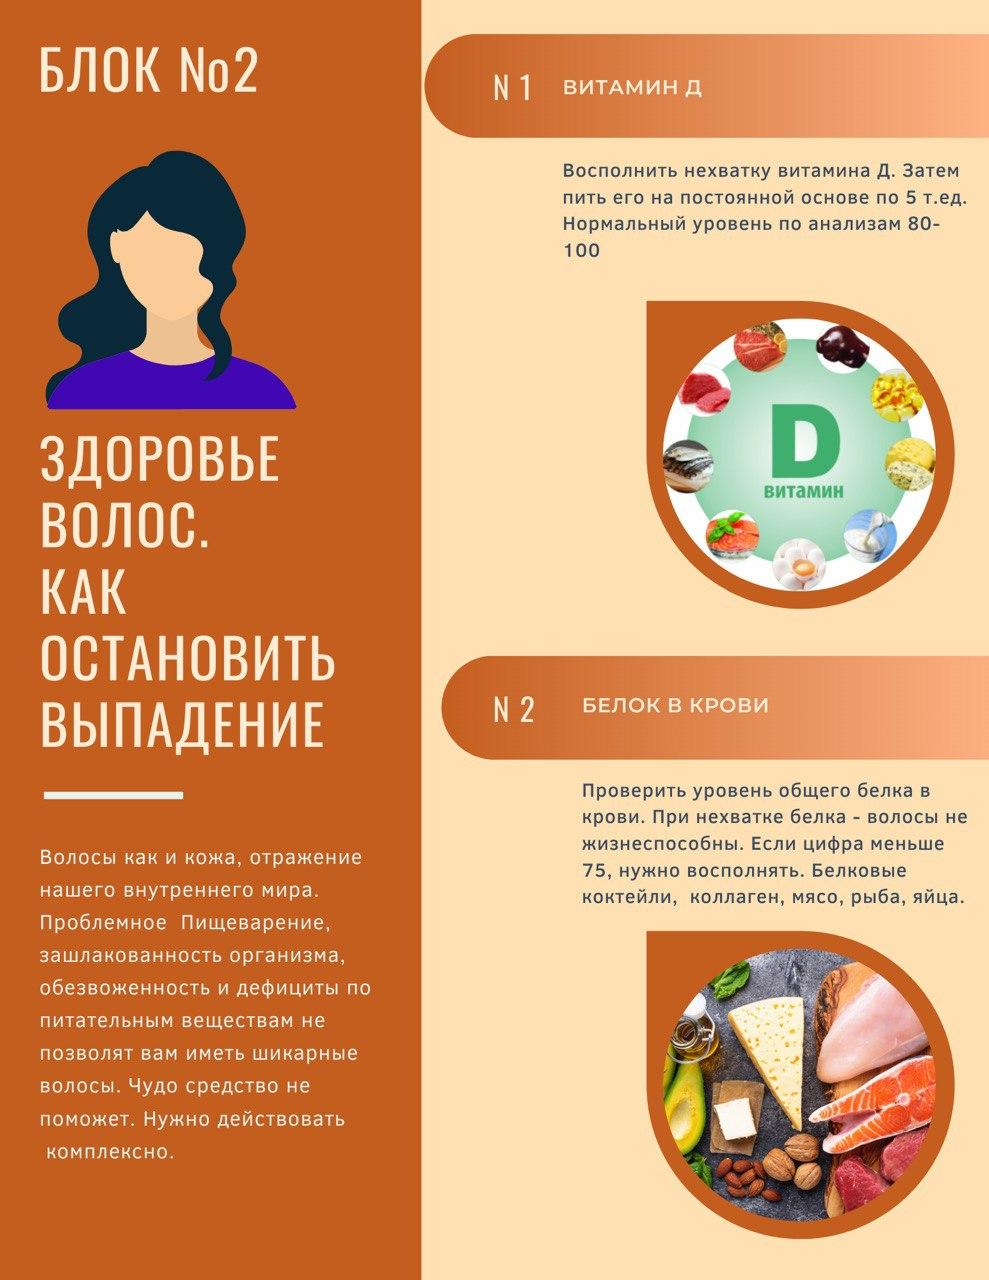 БЛОК №2
ЗДОРОВЬЕ
ВОЛОС.
КАК
ОСТАНОВИТЬ
ВЫПАДЕНИЕ
Волосы как и кожа, отражение
нашего внутреннего мира.
Проблемное  Пищеварение,
зашлакованность организма,
обезвоженность и дефициты по
питательным веществам не
позволят вам иметь шикарные
волосы. Чудо средство не
поможет. Нужно действовать
комплексно.
N 1 ВИТАМИН Д
Восполнить нехватку витамина Д. Затем
пить его на постоянной основе по 5 т.ед.
Нормальный уровень по анализам 80-
100
D
витамин
N 2 БЕЛОК В КРОВИ
Проверить уровень общего белка в
крови. При нехватке белка - волосы не
жизнеспособны. Если цифра меньше
75, нужно восполнять. Белковые
коктейли,  коллаген, мясо, рыба, яйца.